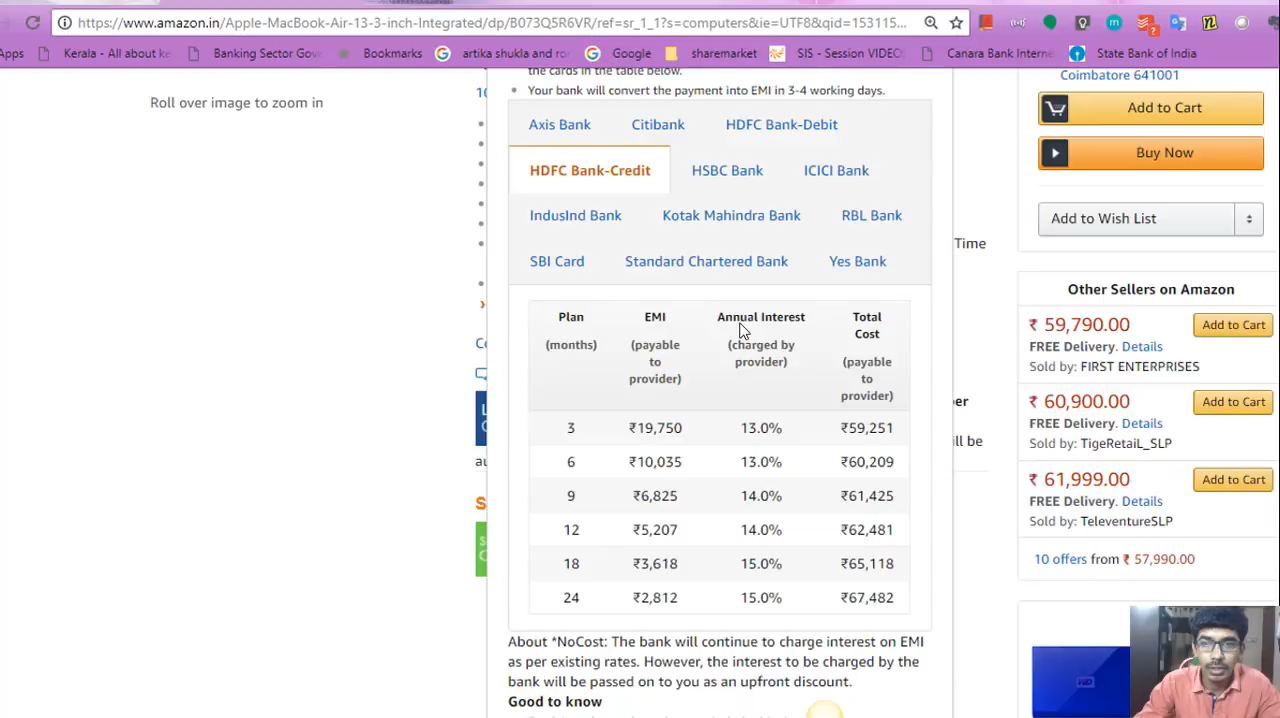 https://www.amazon.in/Apple-MacBook-Air-13-3-inch-Integrated/dp/B073Q5R6VR/ref=sr_1_1?s=computers&ie=UTF8&qid=153115...
Apps Kerala - All about ke Banking Sector Gov Bookmarks artika shukla and ro Google sharemarket SIS - Session VIDEO Canara Bank Interne State Bank of India
the cards in the table below.
Your bank will convert the payment into EMI in 3-4 working days.
Roll over image to zoom in
Axis Bank Citibank HDFC Bank-Debit
HDFC Bank-Credit HSBC Bank ICICI Bank
IndusInd Bank Kotak Mahindra Bank RBL Bank
SBI Card Standard Chartered Bank Yes Bank
Plan EMI Annual Interest Total
Cost
(months) (payable (charged by (payable
to provider) to
provider) provider)
3 ₹19,750 13.0% ₹59,251
6 ₹10,035 13.0% ₹60,209
9 ₹6,825 14.0% ₹61,425
12 ₹5,207 14.0% ₹62,481
18 ₹3,618 15.0% ₹65,118
24 ₹2,812 15.0% ₹67,482
About *NoCost: The bank will continue to charge interest on EMI
as per existing rates. However, the interest to be charged by the
bank will be passed on to you as an upfront discount.
Good to know
Time
Coimbatore 641001
Add to Cart
Buy Now
Add to Wish List
Other Sellers on Amazon
₹ 59,790.00 Add to Cart
FREE Delivery. Details
Sold by: FIRST ENTERPRISES
₹ 60,900.00 Add to Cart
FREE Delivery. Details
Sold by: TigeRetaiL_SLP
₹ 61,999.00 Add to Cart
FREE Delivery. Details
Sold by: TeleventureSLP
10 offers from ₹ 57,990.00
HD